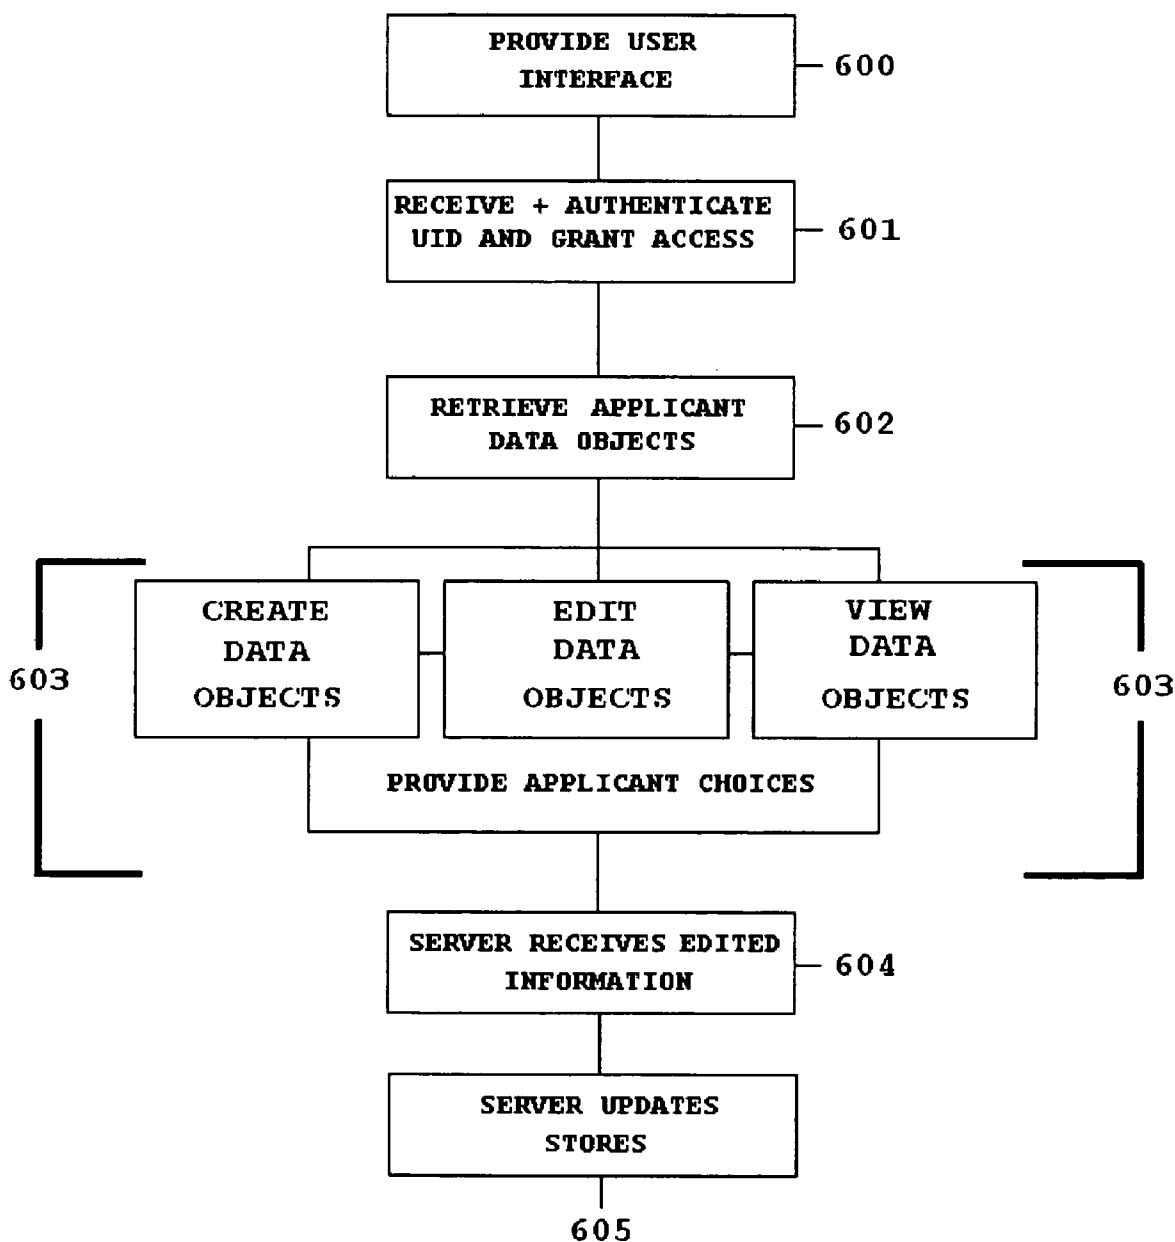 PROVIDE USER
INTERFACE
600
RECEIVE + AUTHENTICATE
UID AND GRANT ACCESS
601
RETRIEVE APPLICANT
DATA OBJECTS
602
603
CREATE
DATA
OBJECTS
EDIT
DATA
OBJECTS
VIEW
DATA
OBJECTS
603
PROVIDE APPLICANT CHOICES
SERVER RECEIVES EDITED
INFORMATION
604
SERVER UPDATES
STORES
605